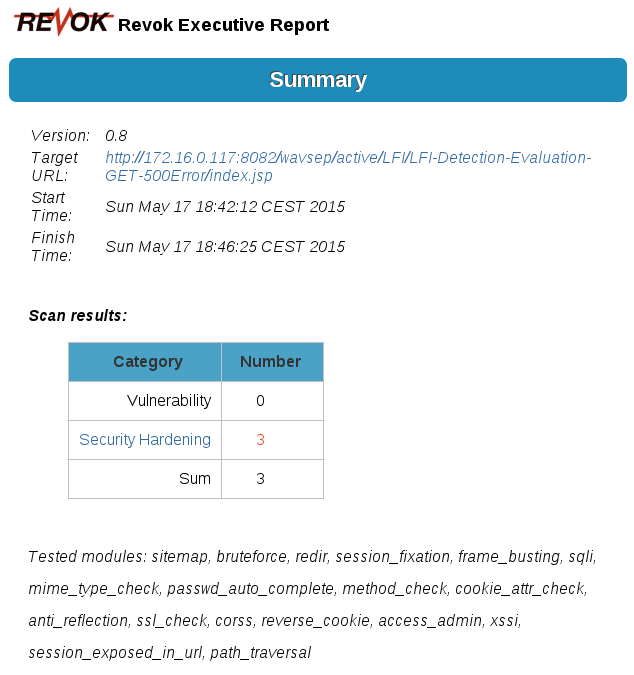 REVOK Revok Executive Report
Summary
Version: 0.8
Target URL: http://172.16.0.117:8082/wavsep/active/LFI/LFI-Detection-Evaluation-
GET-500Error/index.jsp
Start Time: Sun May 17 18:42:12 CEST 2015
Finish Time: Sun May 17 18:46:25 CEST 2015
Scan results:
Category Number
Vulnerability 0
Security Hardening 3
Sum 3
Tested modules: sitemap, bruteforce, redir, session_fixation, frame_busting, sqli,
mime_type_check, passwd_auto_complete, method_check, cookie_attr_check,
anti_reflection, ssl_check, corss, reverse_cookie, access_admin, xssi,
session_exposed_in_url, path_traversal